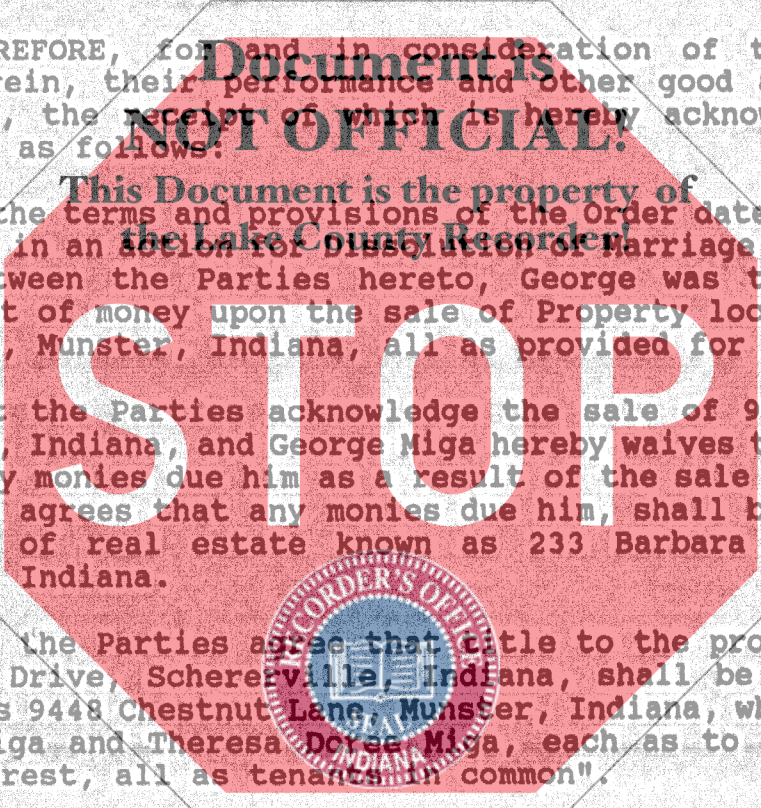 REFORE, for and in consideration of t
rein, their performance and other good
, the receipt of which is hereby acknow
as follows:
the terms and provisions of the Order date
in an action for Dissolution of Marriage
tween the Parties hereto, George was t
t of money upon the sale of Property loc
, Munster, Indiana, all as provided for
t the Parties acknowledge the sale of 9
, Indiana, and George Miga hereby waives t
y monies due him as a result of the sale
agrees that any monies due him, shall b
of real estate known as 233 Barbara
Indiana.
the Parties agree that title to the pro
Drive, Schererville, Indiana, shall be
s 9448 Chestnut Lane, Munster, Indiana, wh
iga and Theresa Miga, each as to
rest, all as tenants in common".
Document is
NOT OFFICIAL!
This Document is the property of
the Lake County Recorder!
STOP
RECORDER'S OFFICE
SEAL
INDIANA